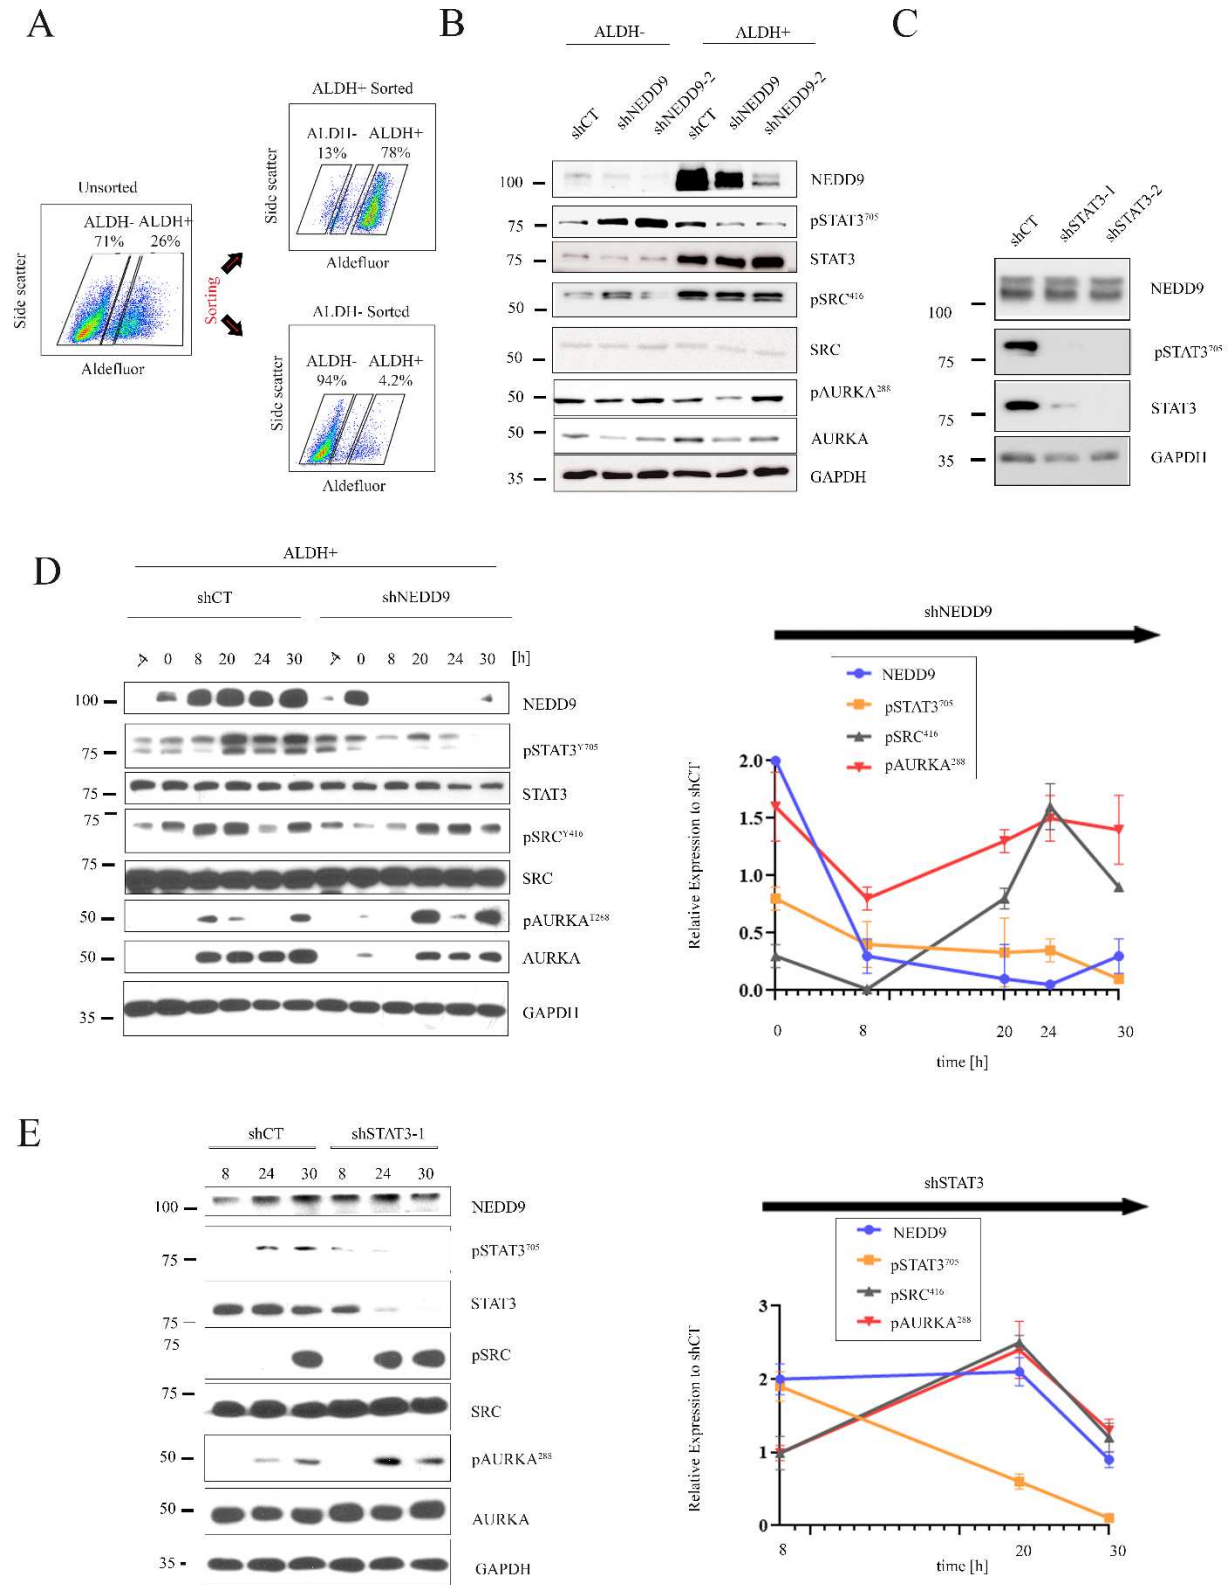 A
Unsorted
ALDH-
ALDH+
71%
26%
Side scatter
Aldefluor
Sorting
ALDH+ Sorted
ALDH-
ALDH+
13%
78%
Side scatter
Aldefluor
ALDH- Sorted
ALDH-
ALDH+
94%
4.2%
Side scatter
Aldefluor
B
ALDH-
ALDH+
shCT
shNEDD9
shNEDD9-2
shCT
shNEDD9
shNEDD9-2
100
NEDD9
75
pSTAT3705
75
STAT3
50
pSRC416
50
SRC
50
pAURKA288
50
AURKA
35
GAPDH
C
shCT
shSTAT3-1
shSTAT3-2
100
NEDD9
75
pSTAT3705
75
STAT3
35
GAPDH
D
ALDH+
shCT
shNEDD9
0 8 20 24 30
0 8 20 24 30 [h]
100
NEDD9
75
pSTAT3Y705
75
STAT3
75
pSRCY416
75
SRC
50
pAURKAT268
50
AURKA
35
GAPDH
shNEDD9
NEDD9
pSTAT3705
pSRC416
pAURKA288
Relative Expression to shCT
2.0
1.5
1.0
0.5
0.0
0 8 20 24 30
time [h]
E
shCT
shSTAT3-1
8 24 30 8 24 30
100
NEDD9
75
pSTAT3705
75
STAT3
75
pSRC
75
SRC
50
pAURKA288
50
AURKA
35
GAPDH
shSTAT3
NEDD9
pSTAT3705
pSRC416
pAURKA288
Relative Expression to shCT
3
2
1
0
8 20 30
time [h]